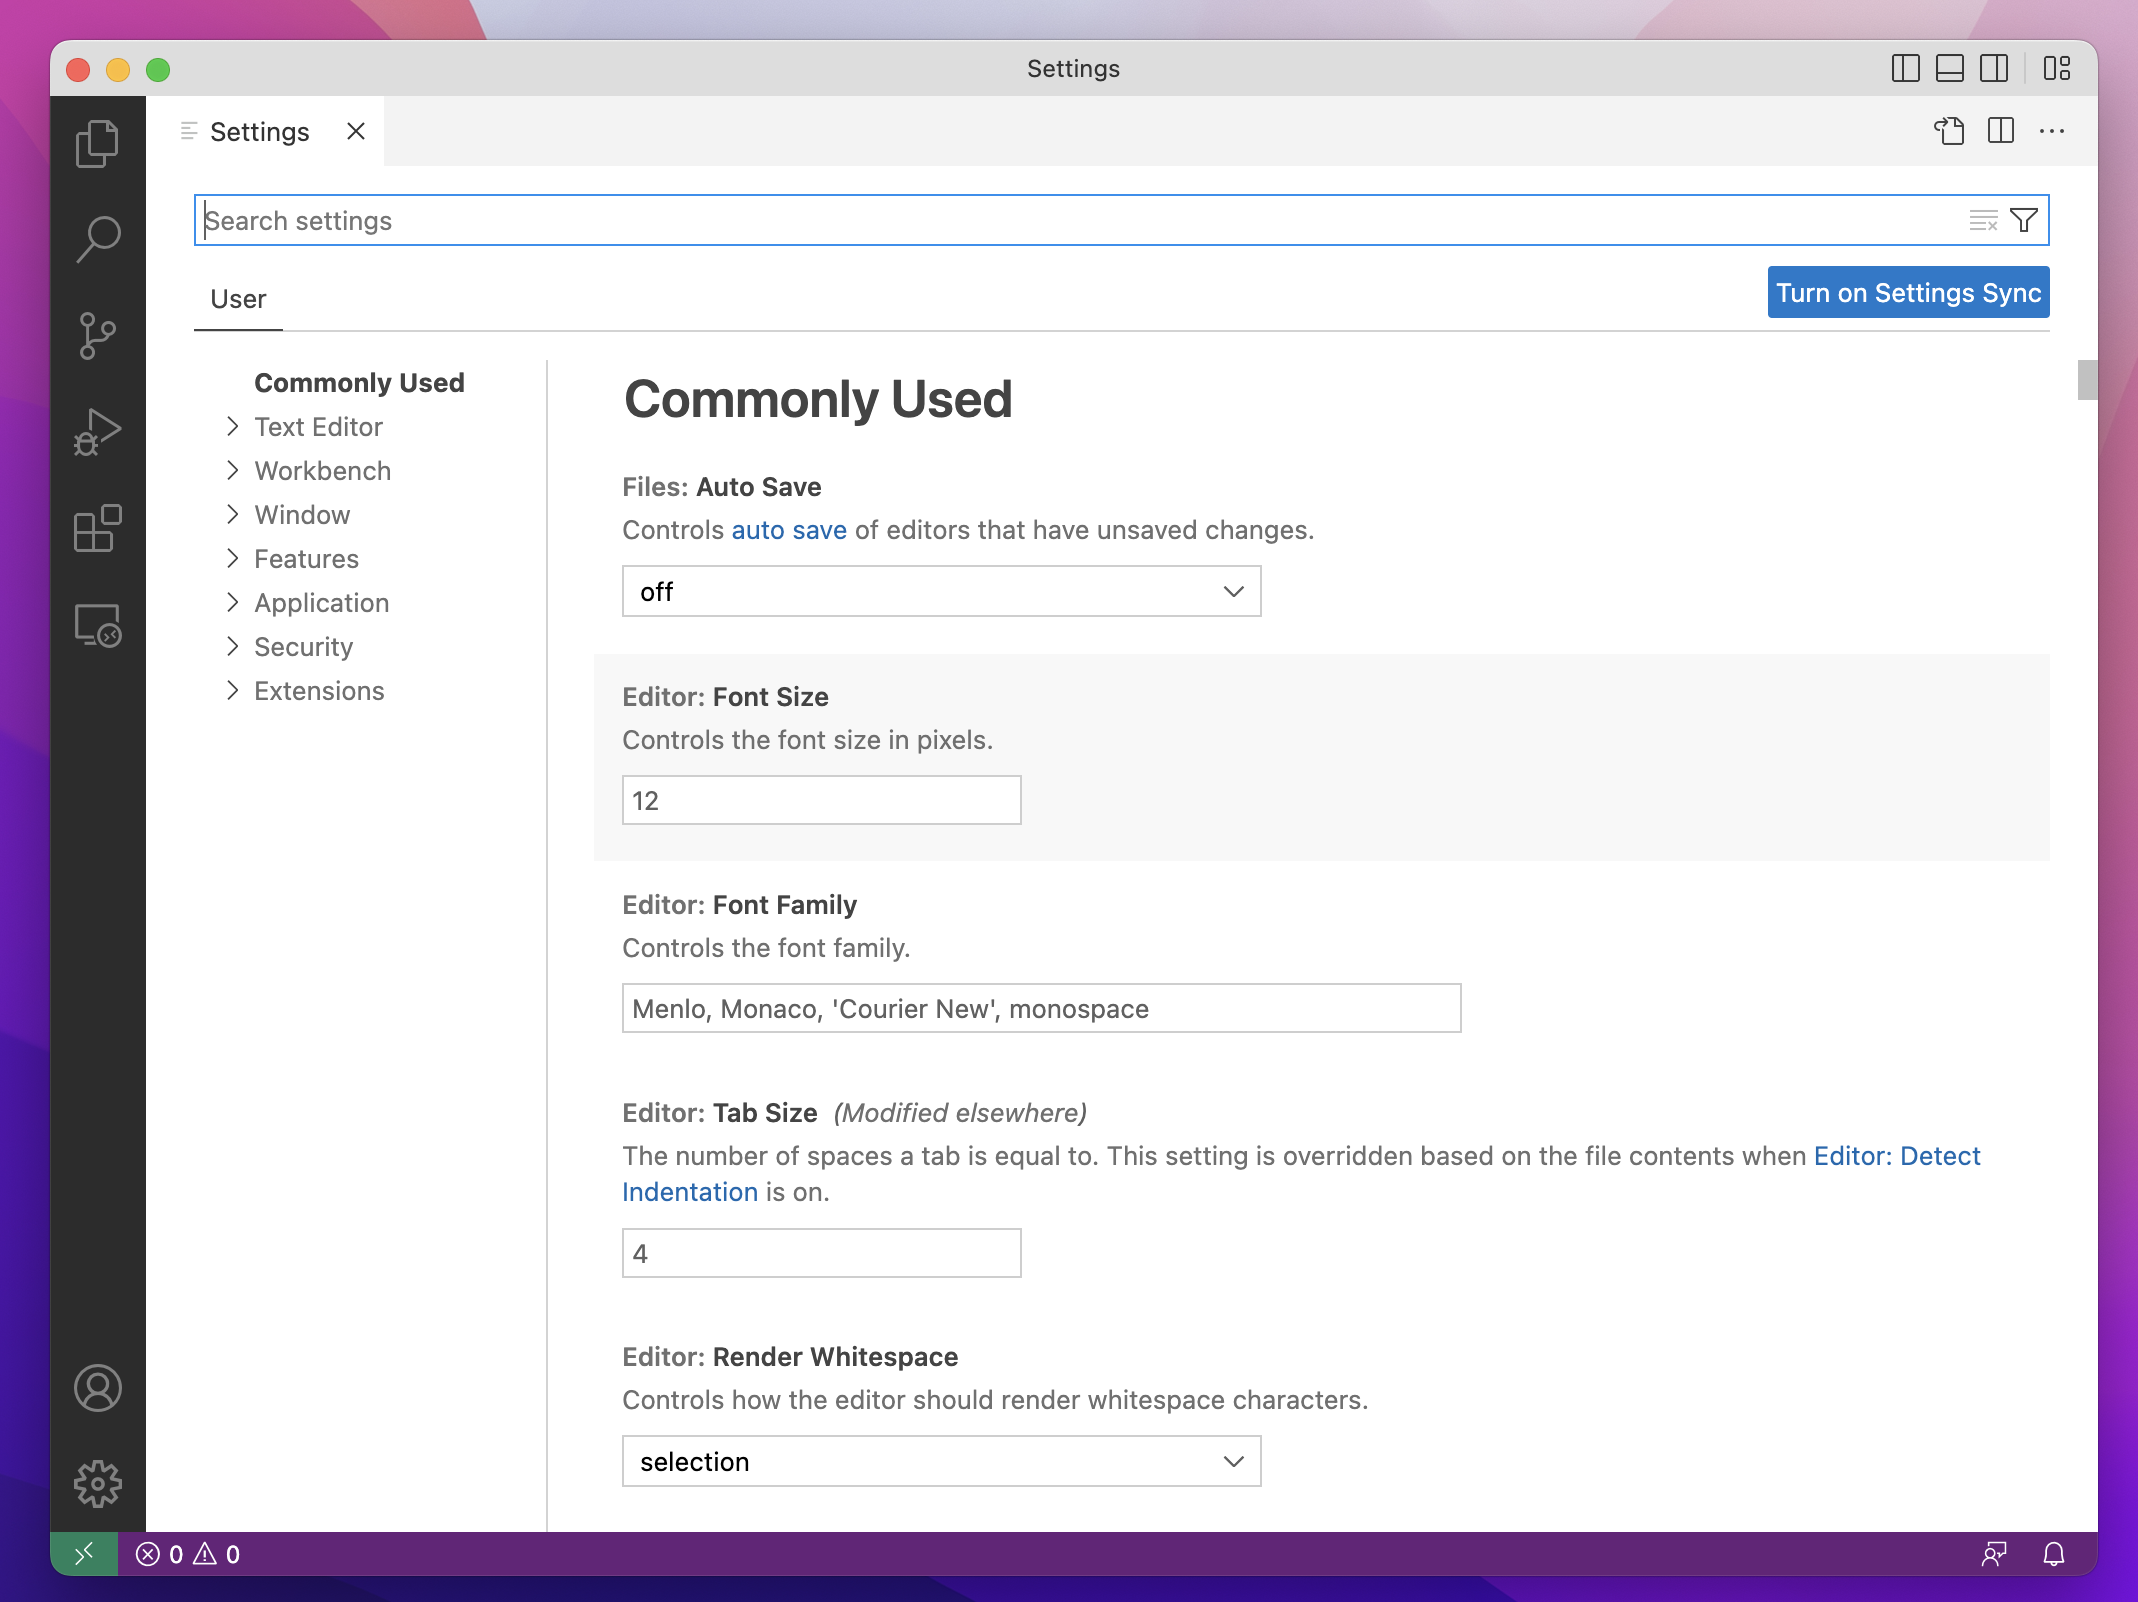 Settings
Settings
Search settings
User
Turn on Settings Sync
Commonly Used
Text Editor
Workbench
Window
Features
Application
Security
Extensions
Commonly Used
Files: Auto Save
Controls auto save of editors that have unsaved changes.
off
Editor: Font Size
Controls the font size in pixels.
12
Editor: Font Family
Controls the font family.
Menlo, Monaco, 'Courier New', monospace
Editor: Tab Size (Modified elsewhere)
The number of spaces a tab is equal to. This setting is overridden based on the file contents when Editor: Detect
Indentation is on.
4
Editor: Render Whitespace
Controls how the editor should render whitespace characters.
selection
0 0